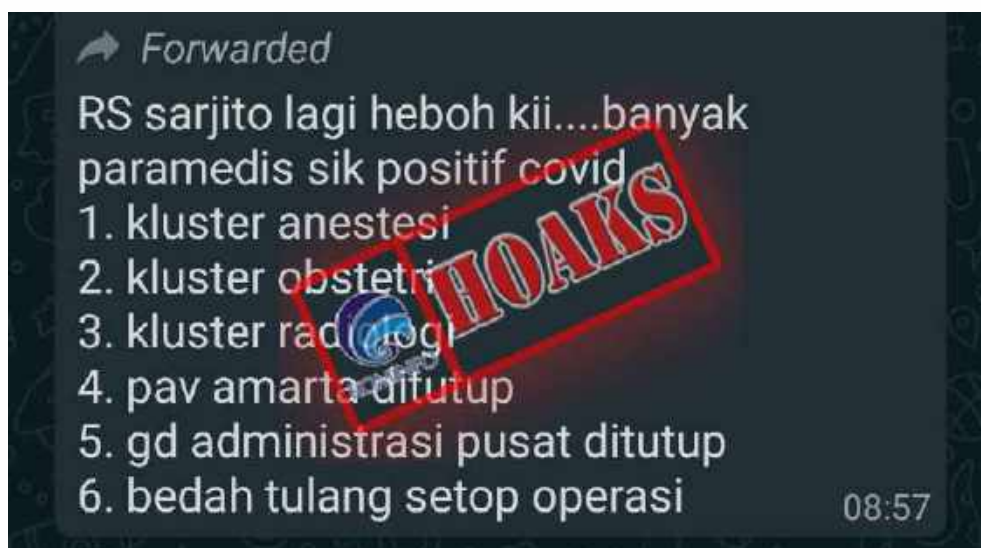 Forwarded
RS sarjito lagi heboh kii....banyak
paramedis sik positif covid
1. kluster anestesi
2. kluster obstetri
3. kluster radiologi
4. pav amarta ditutup
5. gd administrasi pusat ditutup
6. bedah tulang setop operasi
08:57
HOAKS
KOMINFO